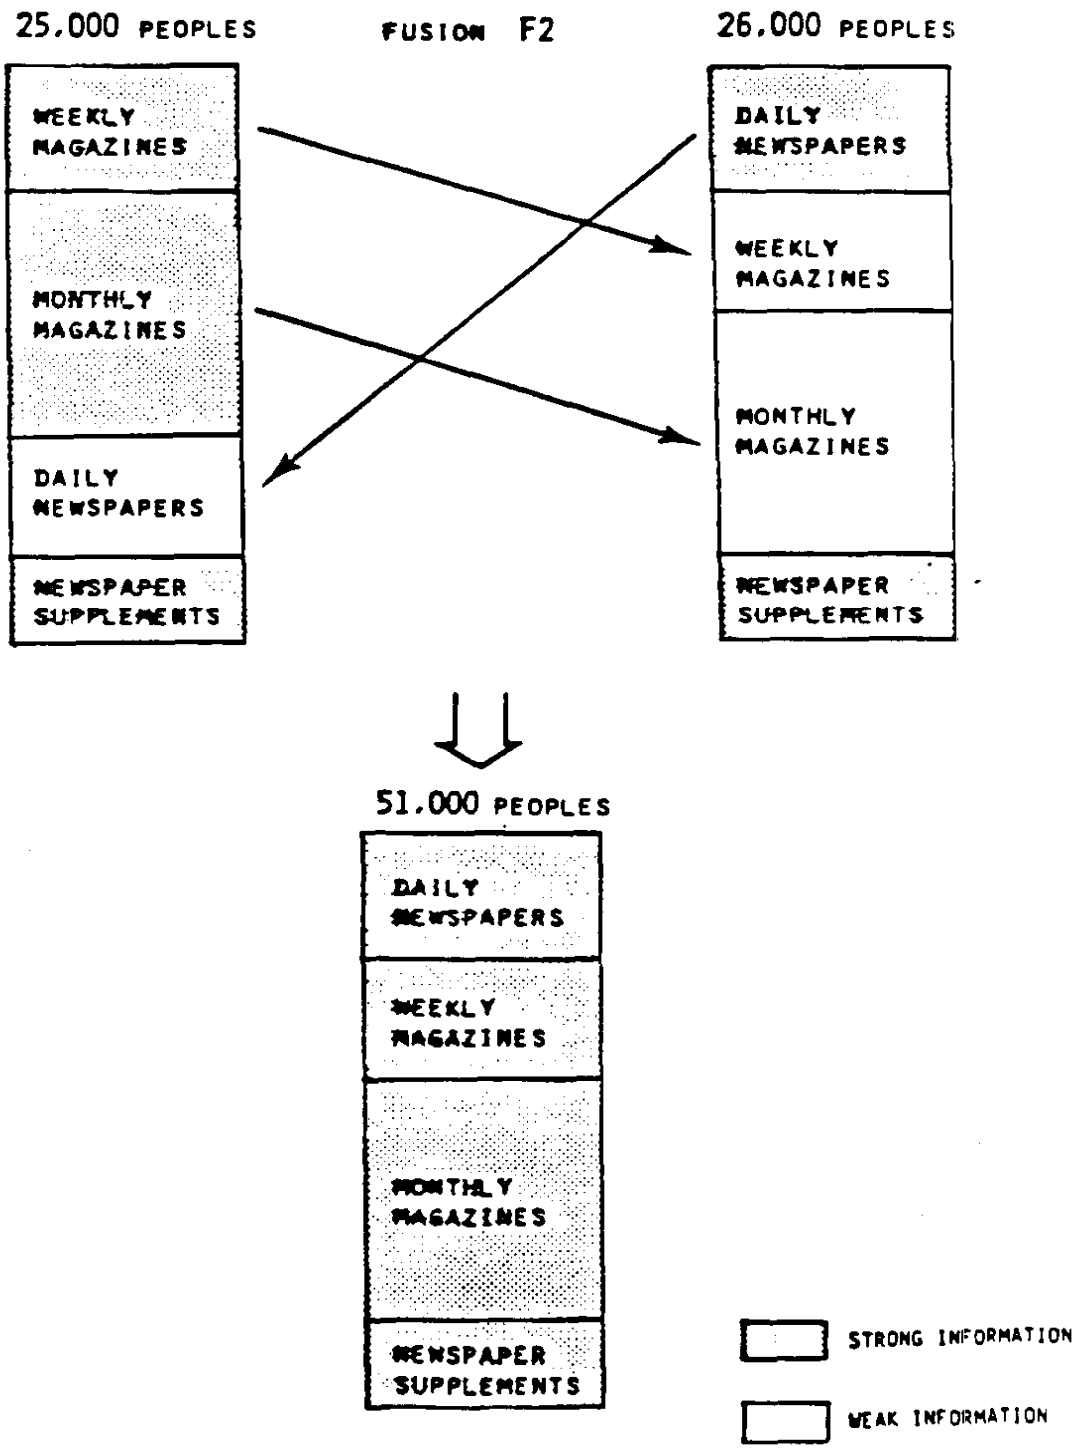 25.000 PEOPLES
FUSION F2
26.000 PEOPLES
WEEKLY
MAGAZINES
MONTHLY
MAGAZINES
DAILY
NEWSPAPERS
NEWSPAPER
SUPPLEMENTS
DAILY
NEWSPAPERS
WEEKLY
MAGAZINES
MONTHLY
MAGAZINES
NEWSPAPER
SUPPLEMENTS
51.000 PEOPLES
DAILY
NEWSPAPERS
WEEKLY
MAGAZINES
MONTHLY
MAGAZINES
NEWSPAPER
SUPPLEMENTS
STRONG INFORMATION
WEAK INFORMATION